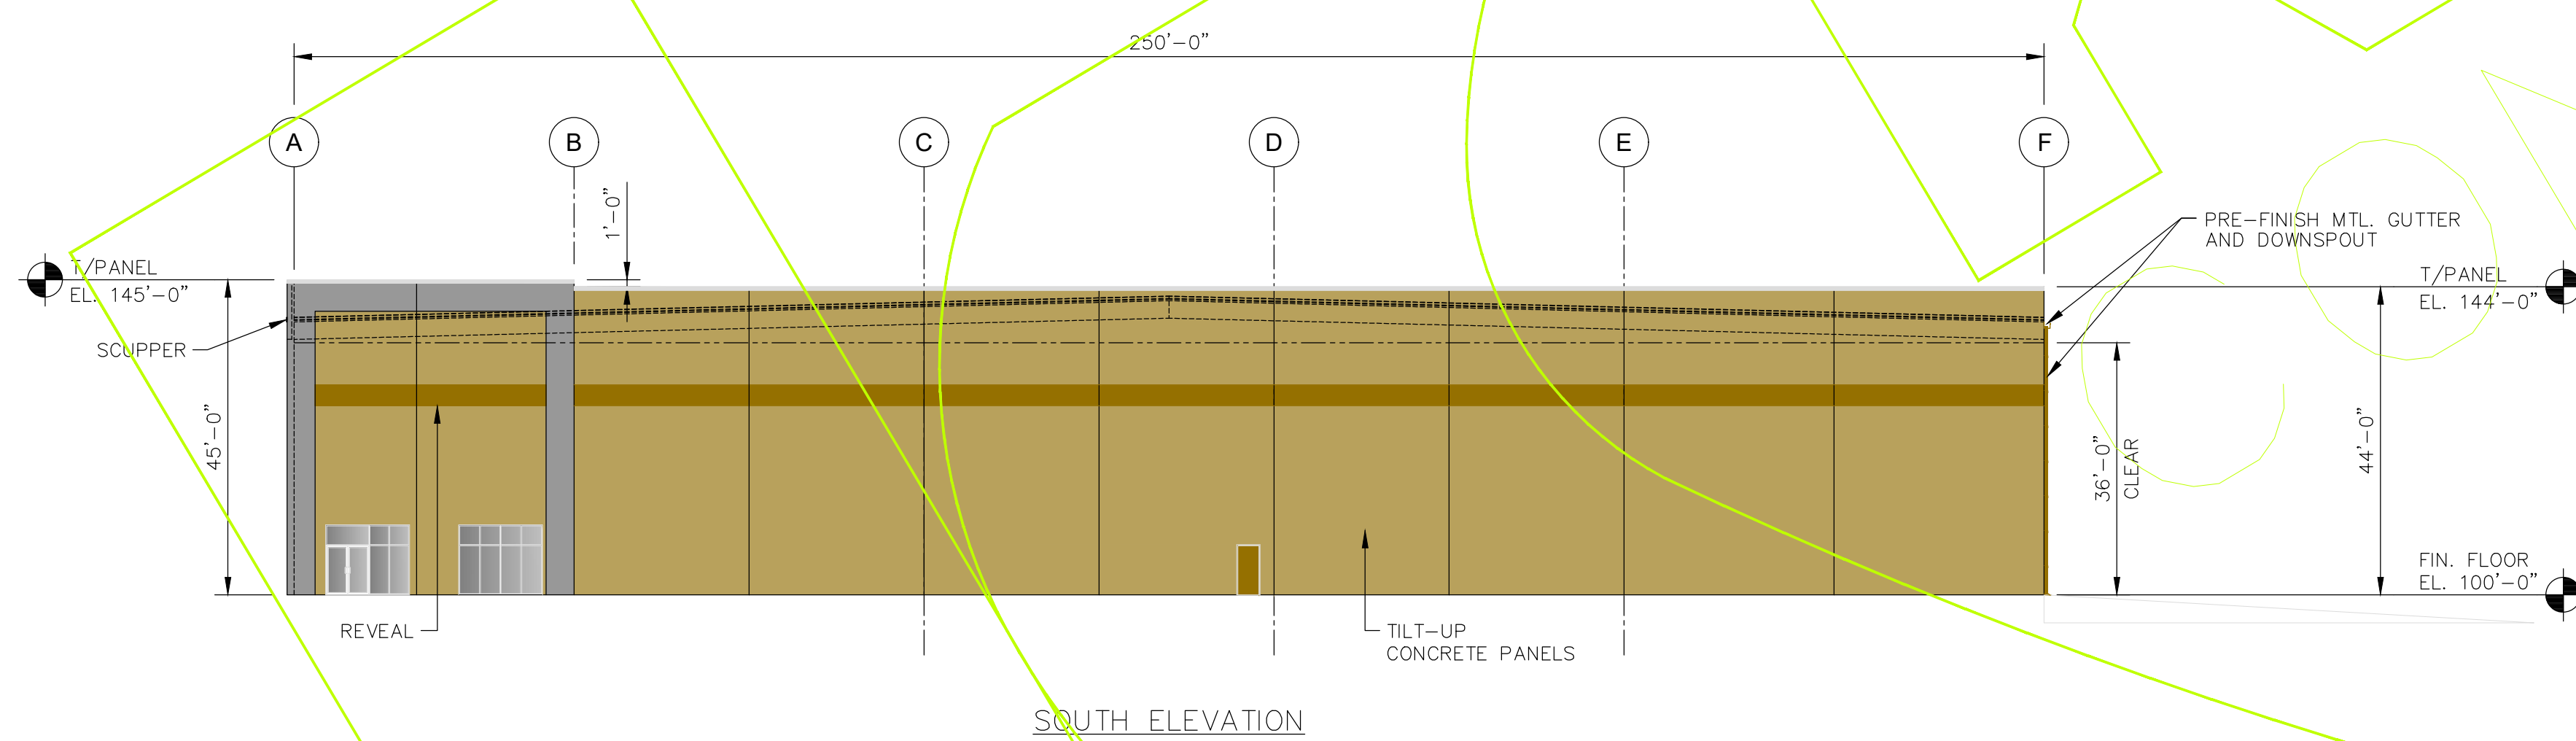 250'-0"
A
B
C
D
E
F
1'-0"
PRE-FINISH MTL. GUTTER
AND DOWNSPOUT
T/PANEL
EL. 145'-0"
T/PANEL
EL. 144'-0"
SCUPPER
45'-0"
36'-0"
CLEAR
44'-0"
FIN. FLOOR
EL. 100'-0"
REVEAL
TILT-UP
CONCRETE PANELS
SOUTH ELEVATION